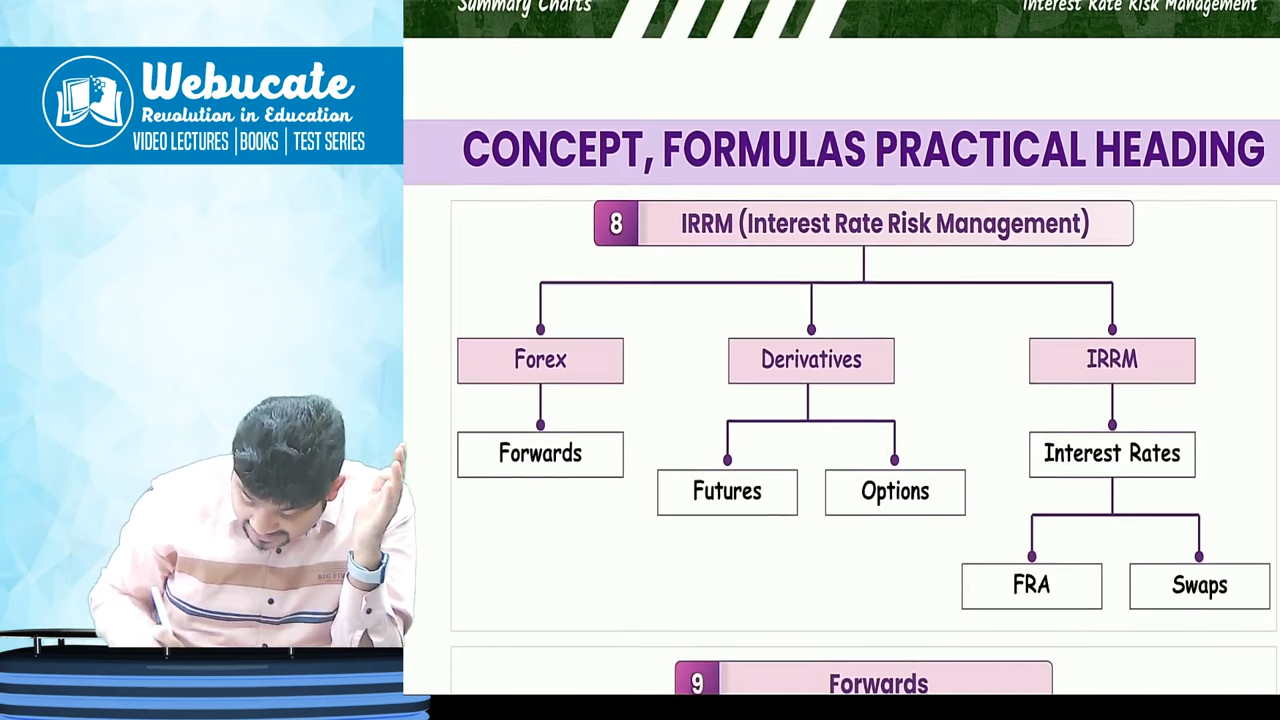 Summary Charts
Interest Rate Risk Management
Webucate
Revolution in Education
VIDEO LECTURES | BOOKS | TEST SERIES
CONCEPT, FORMULAS PRACTICAL HEADING
8 IRRM (Interest Rate Risk Management)
Forex
Derivatives
IRRM
Forwards
Futures
Options
Interest Rates
FRA
Swaps
9 Forwards